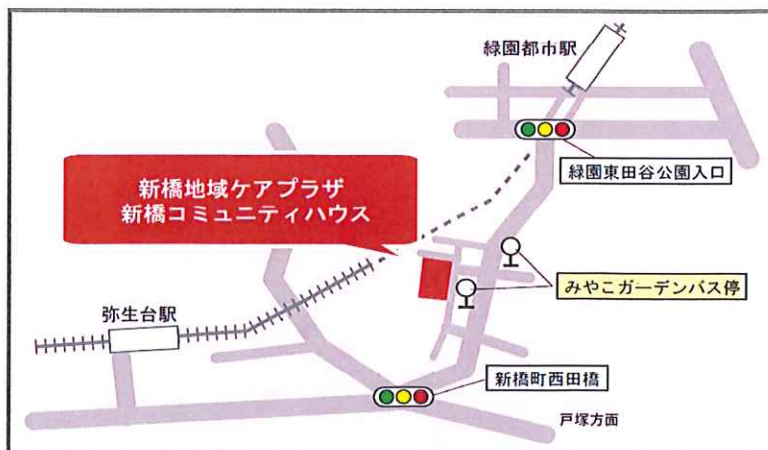 緑園都市駅
緑園東田谷公園入口
新橋地域ケアプラザ
新橋コミュニティハウス
みやこガーデンバス停
弥生台駅
新橋町西田橋
戸塚方面